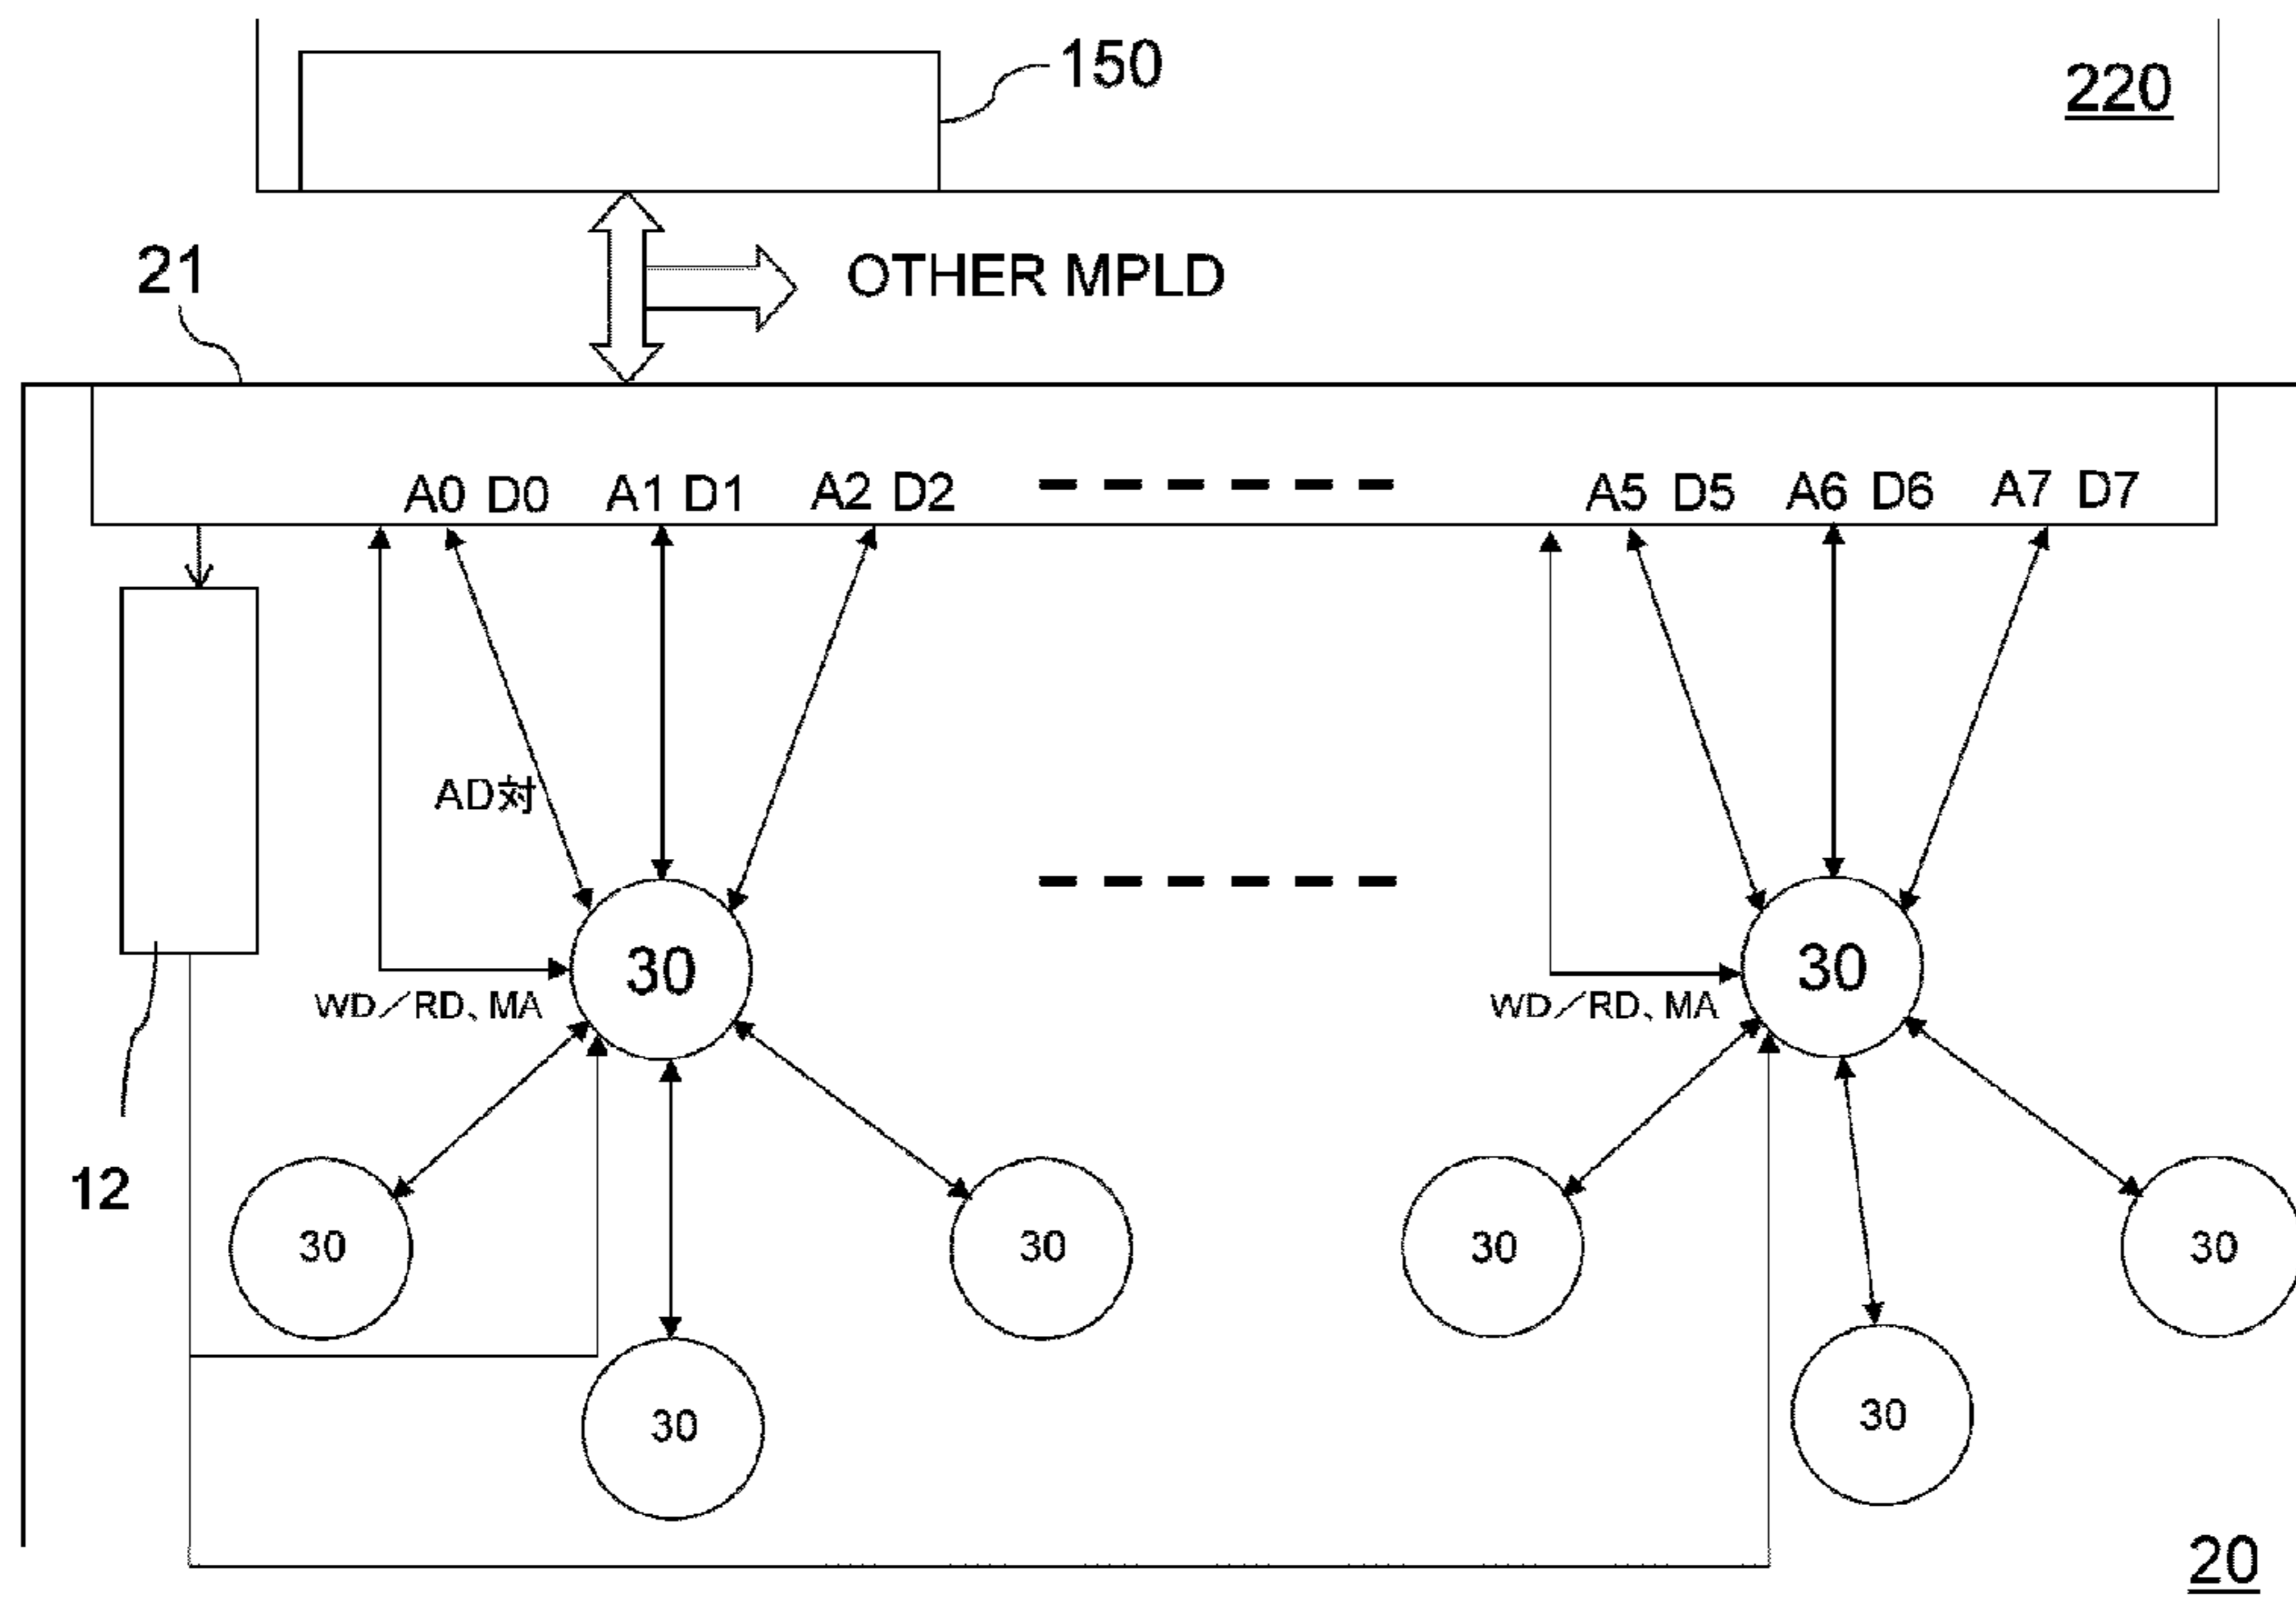 150
220
21
OTHER MPLD
A0 D0 A1 D1 A2 D2 A5 D5 A6 D6 A7 D7
AD対
30 30
WD/RD、MA WD/RD、MA
12
30 30 30 30
30 30
20